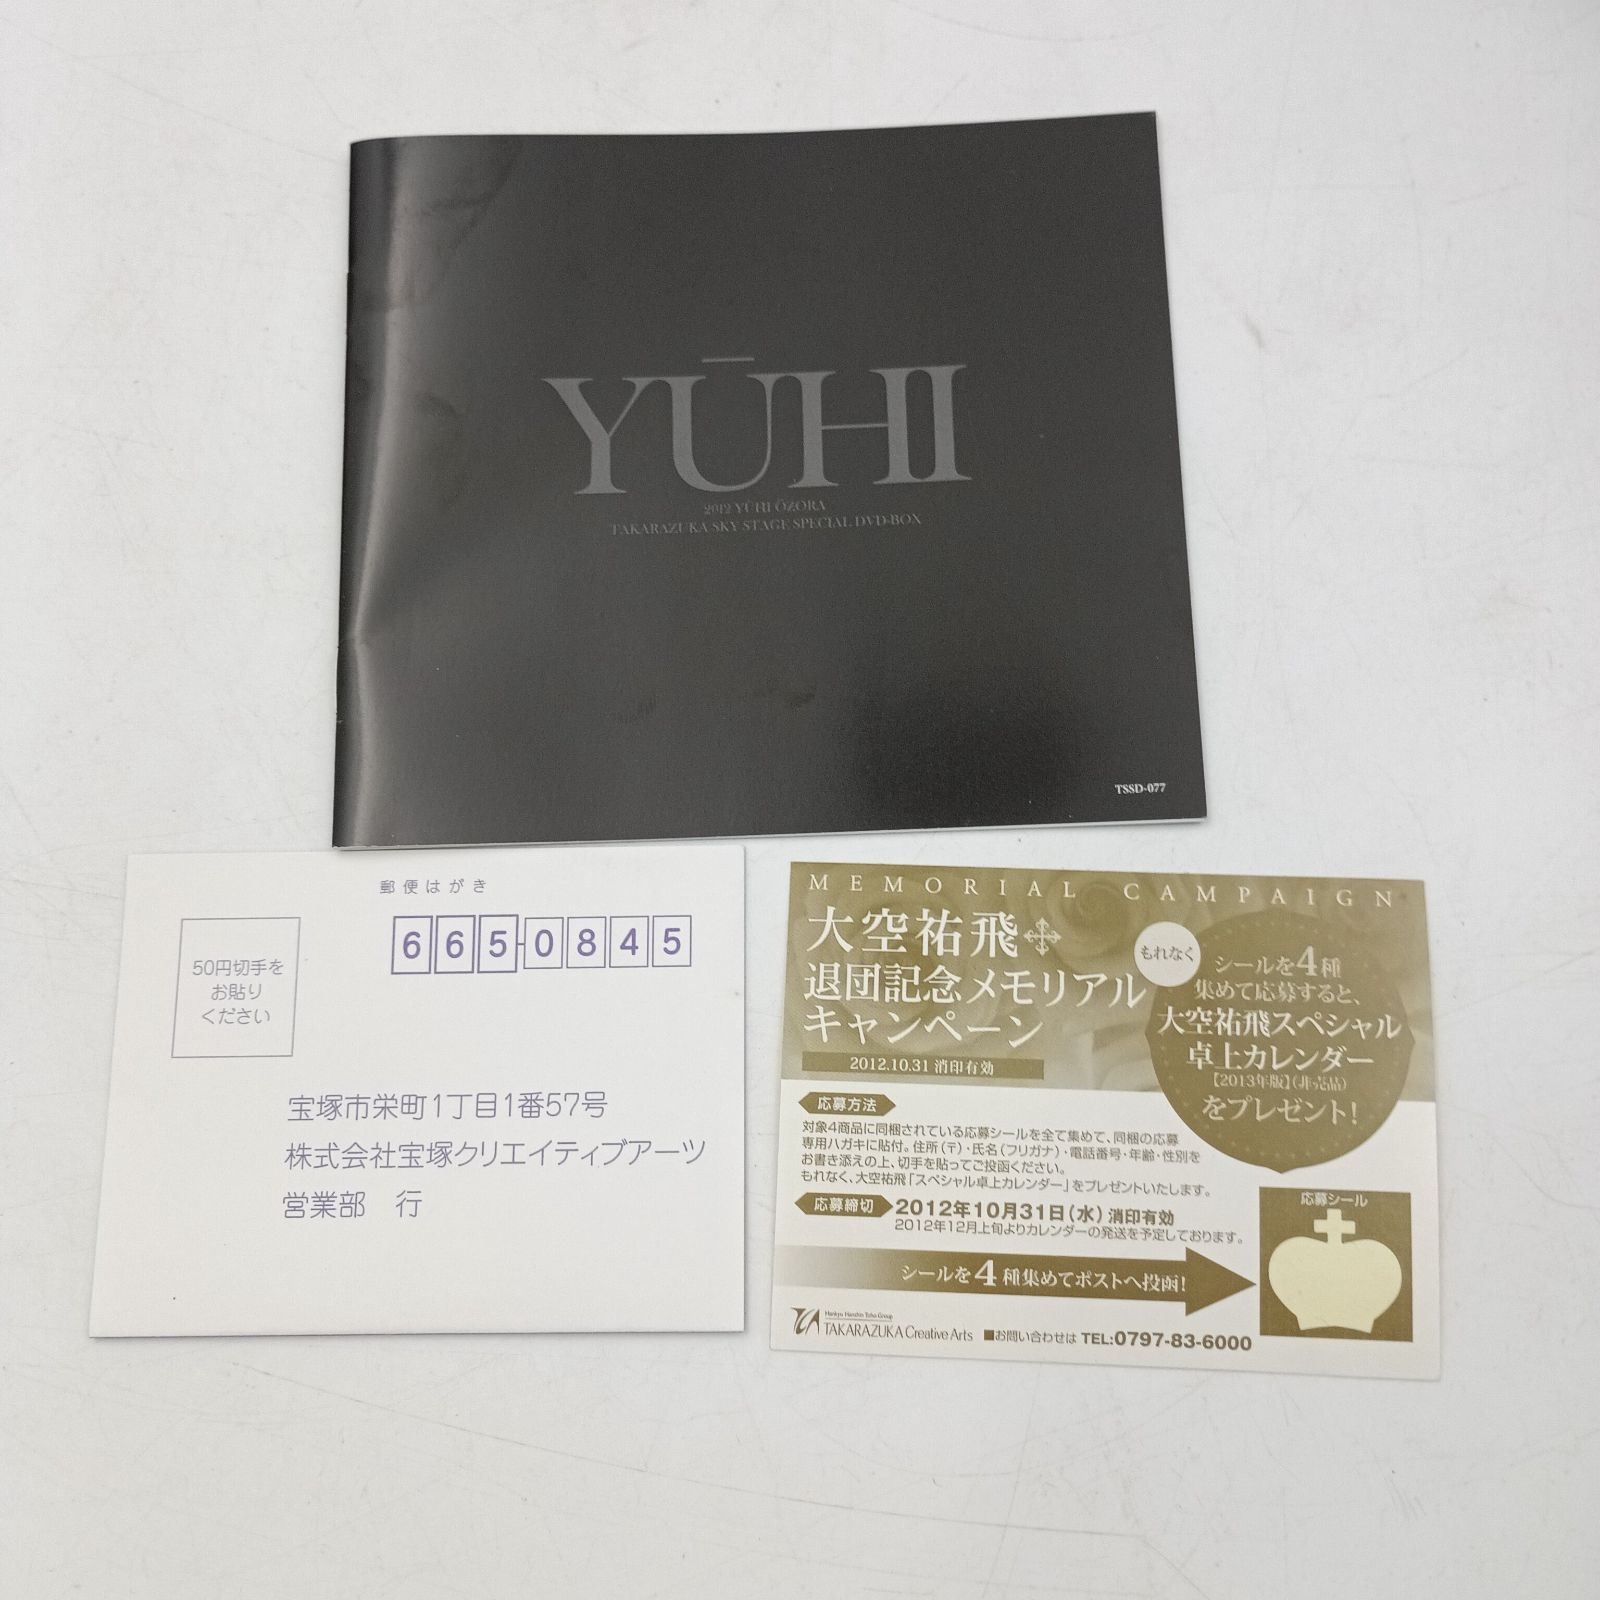 YŪHI
2012 YŪHI ŌZORA
TAKARAZUKA SKY STAGE SPECIAL DVD-BOX
TSSD-077
郵便はがき
665-0845
50円切手を
お貼り
ください
宝塚市栄町1丁目1番57号
株式会社宝塚クリエイティブアーツ
営業部 行
MEMORIAL CAMPAIGN
大空祐飛
退団記念メモリアル
キャンペーン
2012.10.31 消印有効
もれなく
シールを4種
集めて応募すると、
大空祐飛スペシャル
卓上カレンダー
【2013年版】(非売品)
をプレゼント!
応募方法
対象4商品に同梱されている応募シールを全て集めて、同梱の応募
専用ハガキに貼付。住所(〒)・氏名(フリガナ)・電話番号・年齢・性別を
お書き添えの上、切手を貼ってご投函ください。
もれなく、大空祐飛「スペシャル卓上カレンダー」をプレゼントいたします。
応募締切 2012年10月31日(水) 消印有効
2012年12月上旬よりカレンダーの発送を予定しております。
シールを4種集めてポストへ投函!
応募シール
Hankyu Hanshin Toho Group
TAKARAZUKA Creative Arts ■お問い合わせは TEL:0797-83-6000